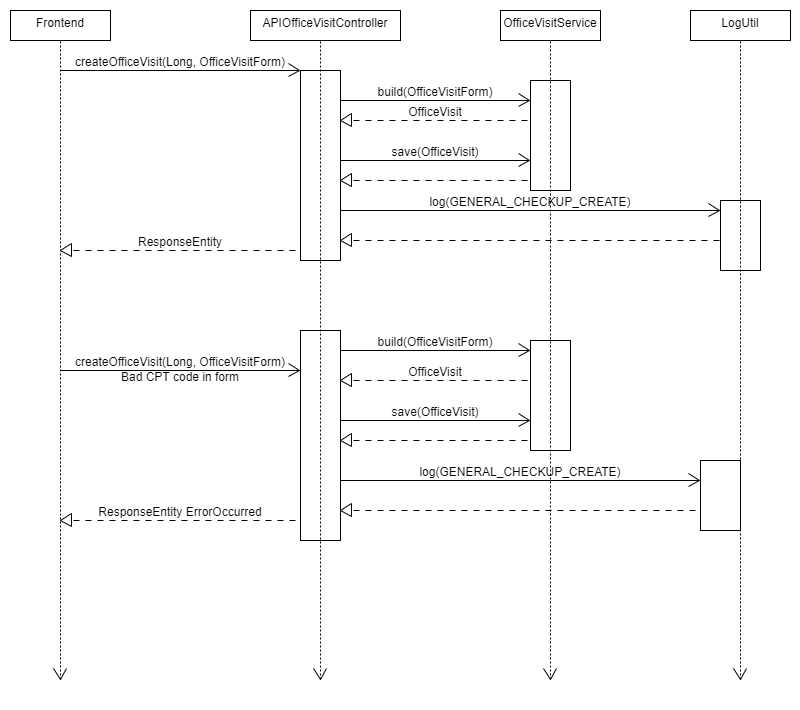 Frontend
APIOfficeVisitController
OfficeVisitService
LogUtil
createOfficeVisit(Long, OfficeVisitForm)
build(OfficeVisitForm)
OfficeVisit
save(OfficeVisit)
log(GENERAL_CHECKUP_CREATE)
ResponseEntity
build(OfficeVisitForm)
createOfficeVisit(Long, OfficeVisitForm)
Bad CPT code in form
OfficeVisit
save(OfficeVisit)
log(GENERAL_CHECKUP_CREATE)
ResponseEntity ErrorOccurred